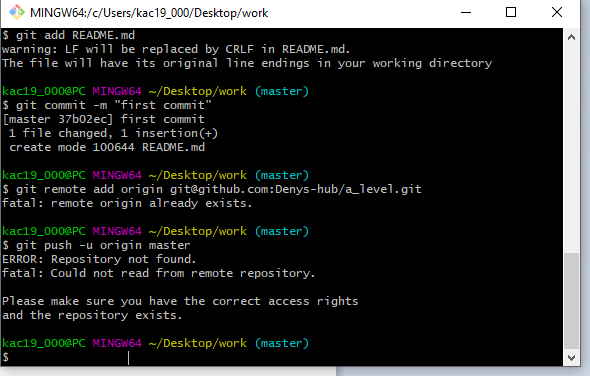 MINGW64:/c/Users/kac19_000/Desktop/work
$ git add README.md
warning: LF will be replaced by CRLF in README.md.
The file will have its original line endings in your working directory
kac19_000@PC MINGW64 ~/Desktop/work (master)
$ git commit -m "first commit"
[master 37b02ec] first commit
1 file changed, 1 insertion(+)
create mode 100644 README.md
kac19_000@PC MINGW64 ~/Desktop/work (master)
$ git remote add origin git@github.com:Denys-hub/a_level.git
fatal: remote origin already exists.
kac19_000@PC MINGW64 ~/Desktop/work (master)
$ git push -u origin master
ERROR: Repository not found.
fatal: Could not read from remote repository.
Please make sure you have the correct access rights
and the repository exists.
kac19_000@PC MINGW64 ~/Desktop/work (master)
$